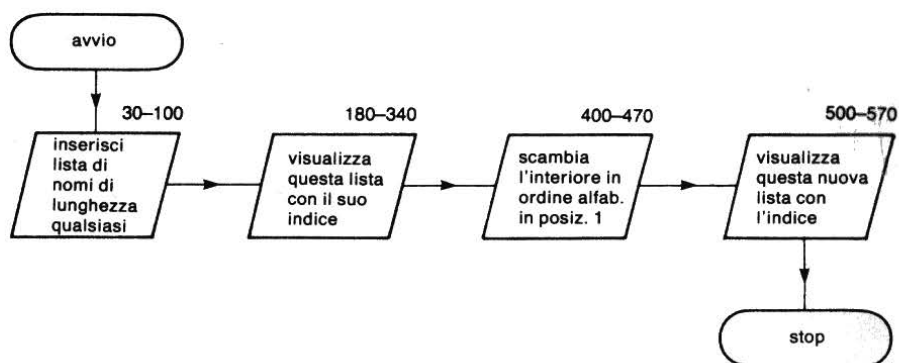 avvio
30–100
inserisci
lista di
nomi di
lunghezza
qualsiasi
180–340
visualizza
questa lista
con il suo
indice
400–470
scambia
l'interiore in
ordine alfab.
in posiz. 1
500–570
visualizza
questa nuova
lista con
l'indice
stop